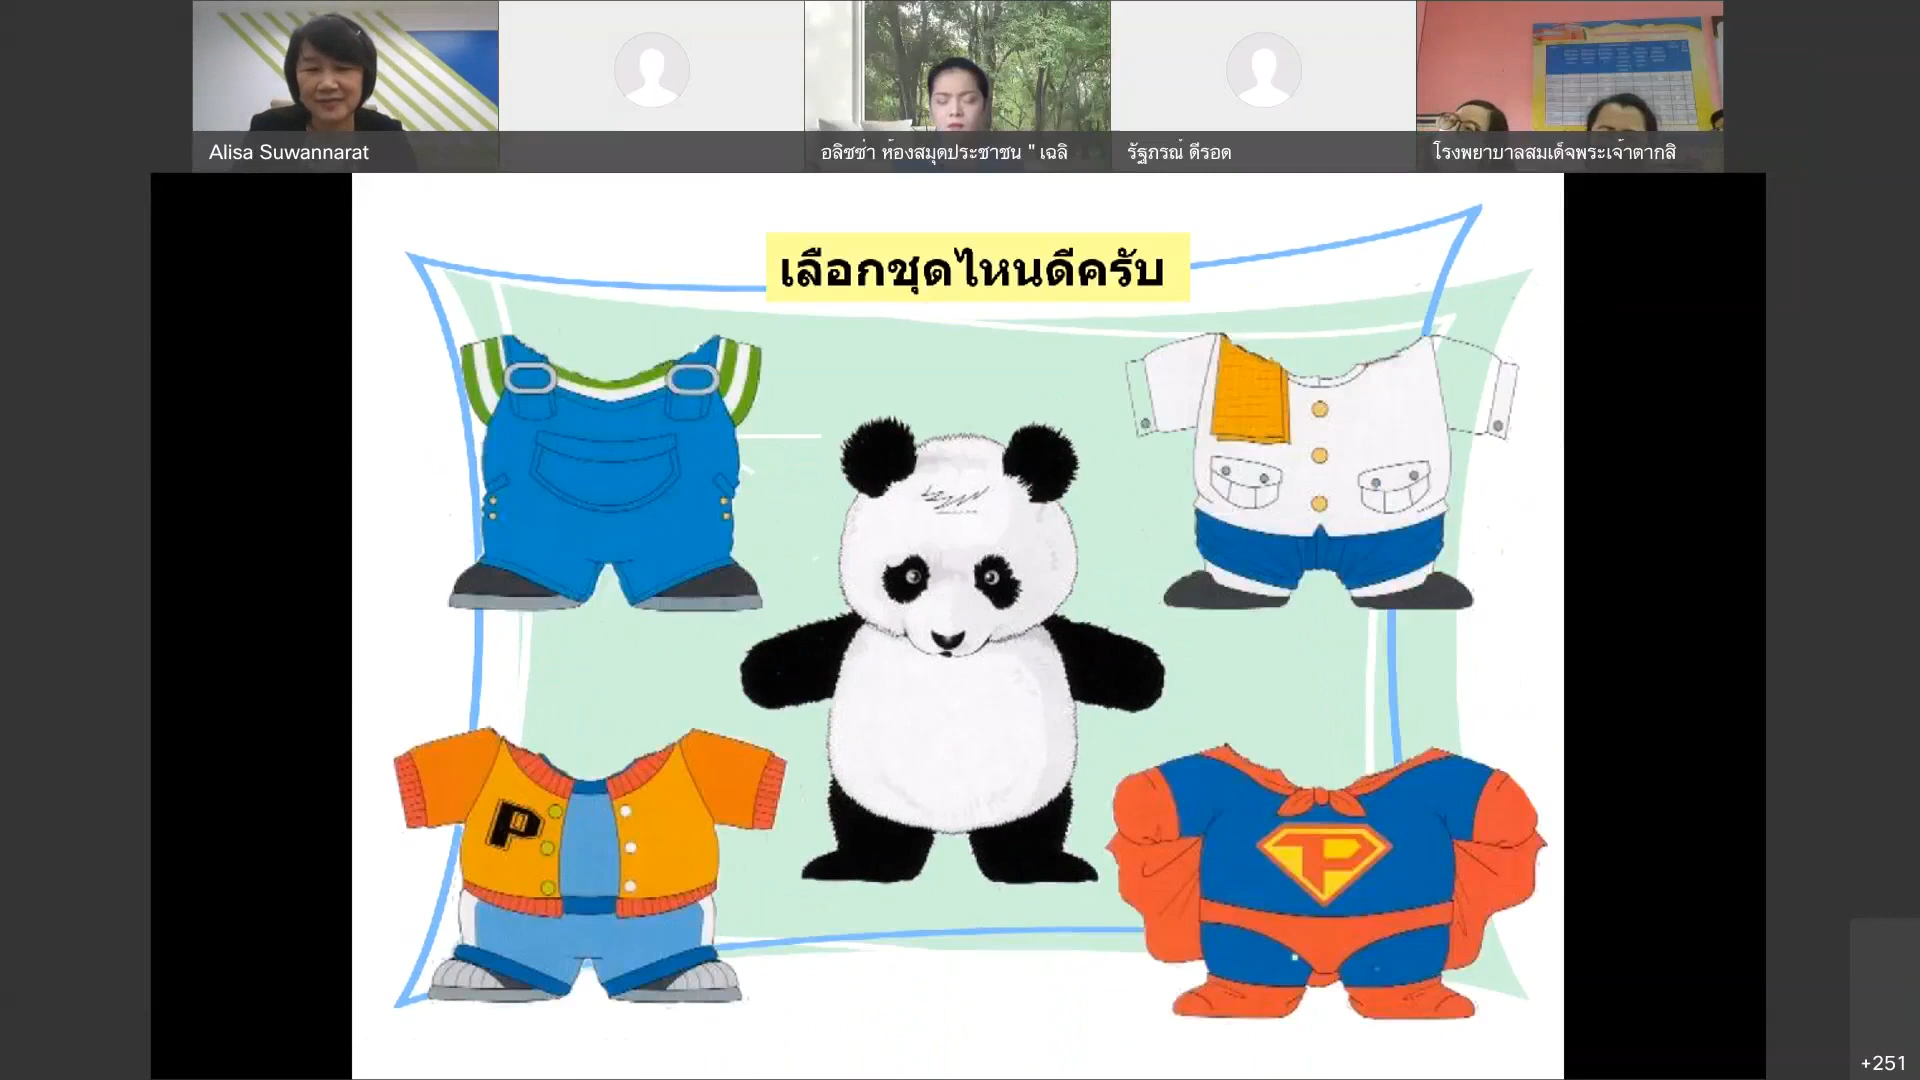 Alisa Suwannarat
อลิซซ่า ห้องสมุดประชาชน " เฉลิ
รัฐภรณ์ ดีรอด
โรงพยาบาลสมเด็จพระเจ้าตากสิ
เลือกชุดไหนดีครับ
P
P
+251